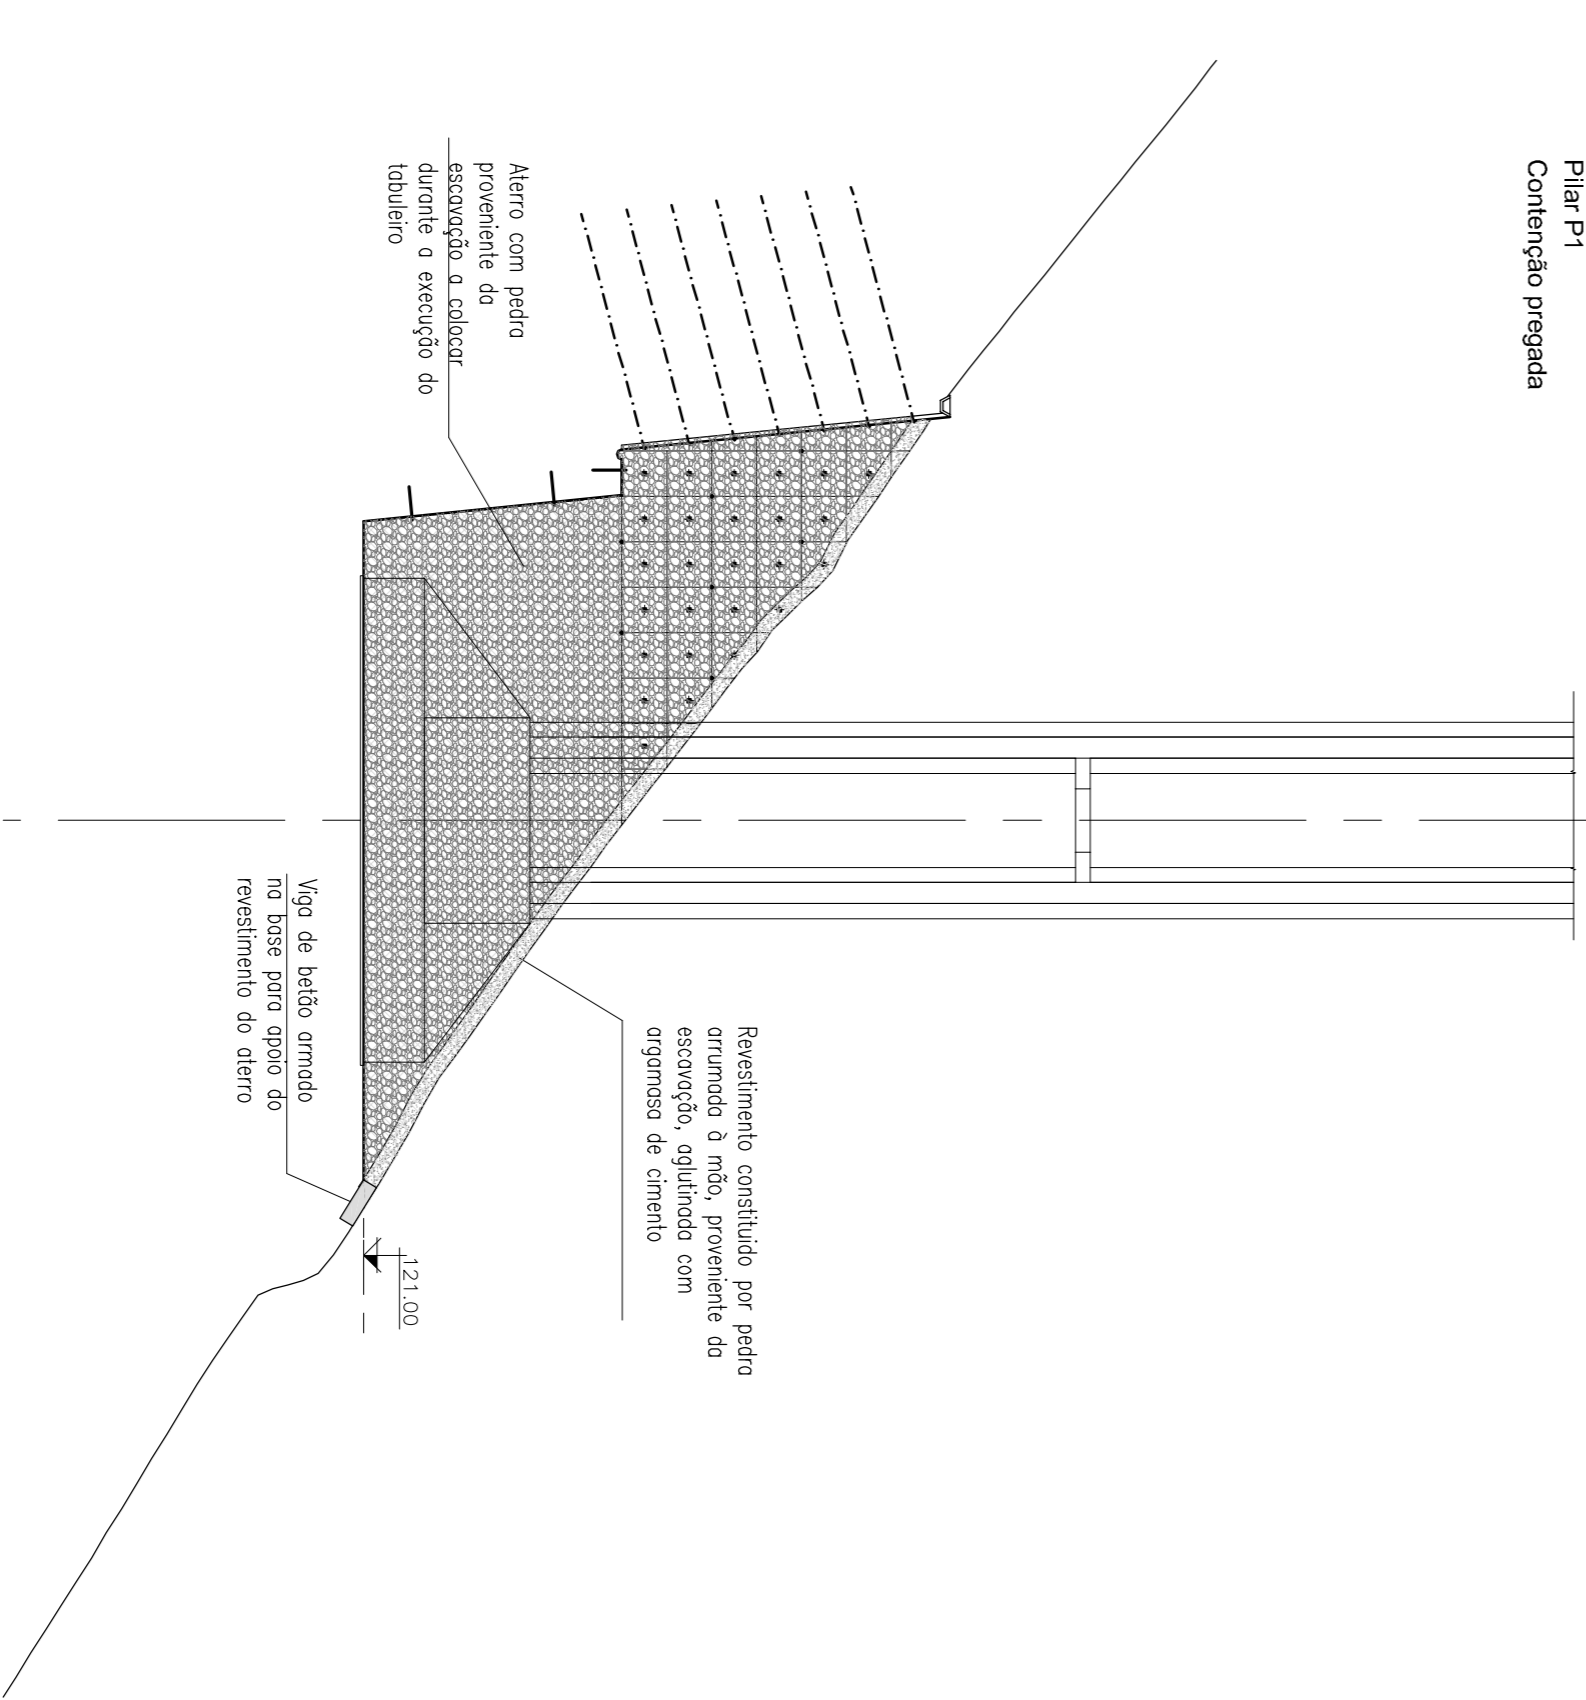 Pilar P1
Contenção pregada
Aterro com pedra
proveniente da
escavação a colocar
durante a execução do
tabuleiro
Revestimento constituido por pedra
arrumada à mão, proveniente da
escavação, aglutinada com
argamasa de cimento
121.00
Viga de betão armado
na base para apoio do
revestimento do aterro